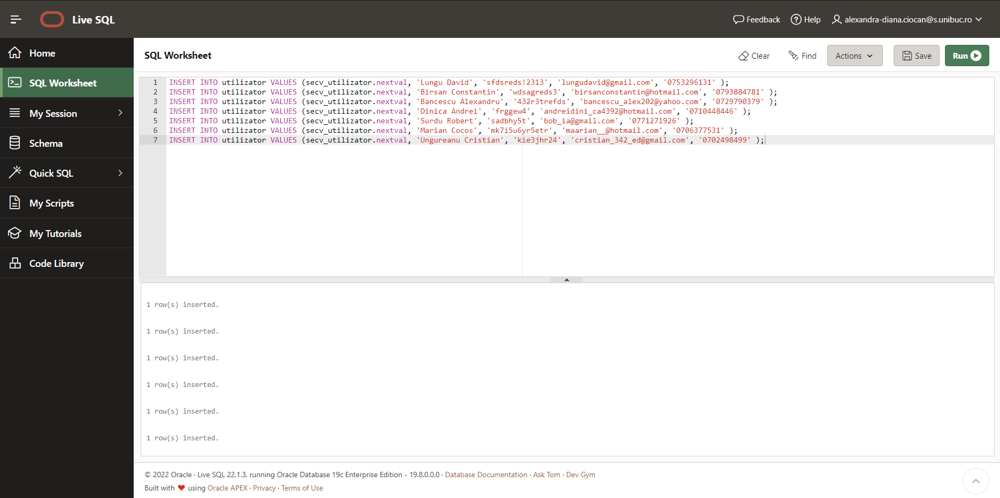 Live SQL
Feedback
Help
alexandra-diana.ciocan@s.unibuc.ro
Home
SQL Worksheet
My Session
Schema
Quick SQL
My Scripts
My Tutorials
Code Library
SQL Worksheet
Clear
Find
Actions
Save
Run
1 INSERT INTO utilizator VALUES (secv_utilizator.nextval, 'Lungu David', 'sfdsreds!2313', 'lungudavid@gmail.com', '0753296131' );
2 INSERT INTO utilizator VALUES (secv_utilizator.nextval, 'Birsan Constantin', 'wdsagreds3', 'birsanconstantin@hotmail.com', '0793884781' );
3 INSERT INTO utilizator VALUES (secv_utilizator.nextval, 'Bancescu Alexandru', '432r3trefds', 'bancescu_alex202@yahoo.com', '0729790379' );
4 INSERT INTO utilizator VALUES (secv_utilizator.nextval, 'Dinica Andrei', 'frggew4', 'andreidini_ca4392@hotmail.com', '0710448446' );
5 INSERT INTO utilizator VALUES (secv_utilizator.nextval, 'Surdu Robert', 'sadbhy5t', 'bob_ia@gmail.com', '0771271926' );
6 INSERT INTO utilizator VALUES (secv_utilizator.nextval, 'Marian Cocos', 'mk7i5u6yr5etr', 'maarian__@hotmail.com', '0706377531' );
7 INSERT INTO utilizator VALUES (secv_utilizator.nextval, 'Ungureanu Cristian', 'kie3jhr24', 'cristian_342_ed@gmail.com', '0702498499' );
1 row(s) inserted.
1 row(s) inserted.
1 row(s) inserted.
1 row(s) inserted.
1 row(s) inserted.
1 row(s) inserted.
© 2022 Oracle · Live SQL 22.1.3, running Oracle Database 19c Enterprise Edition - 19.8.0.0.0 · Database Documentation · Ask Tom · Dev Gym
Built with ❤ using Oracle APEX · Privacy · Terms of Use